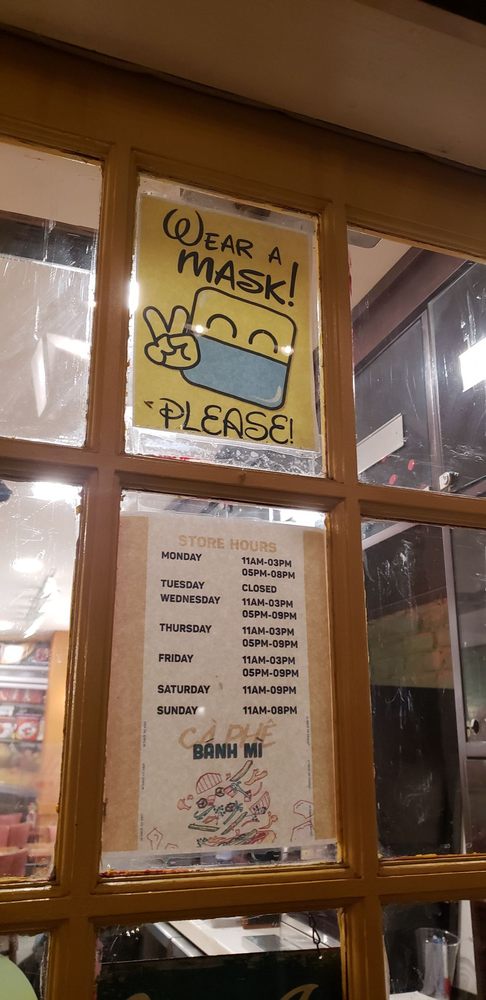 WEAR A
MASK!
PLEASE!
STORE HOURS
MONDAY 11AM-03PM
05PM-08PM
TUESDAY CLOSED
WEDNESDAY 11AM-03PM
05PM-09PM
THURSDAY 11AM-03PM
05PM-09PM
FRIDAY 11AM-03PM
05PM-09PM
SATURDAY 11AM-09PM
SUNDAY 11AM-08PM
CÀ PHÊ
BÁNH MÌ